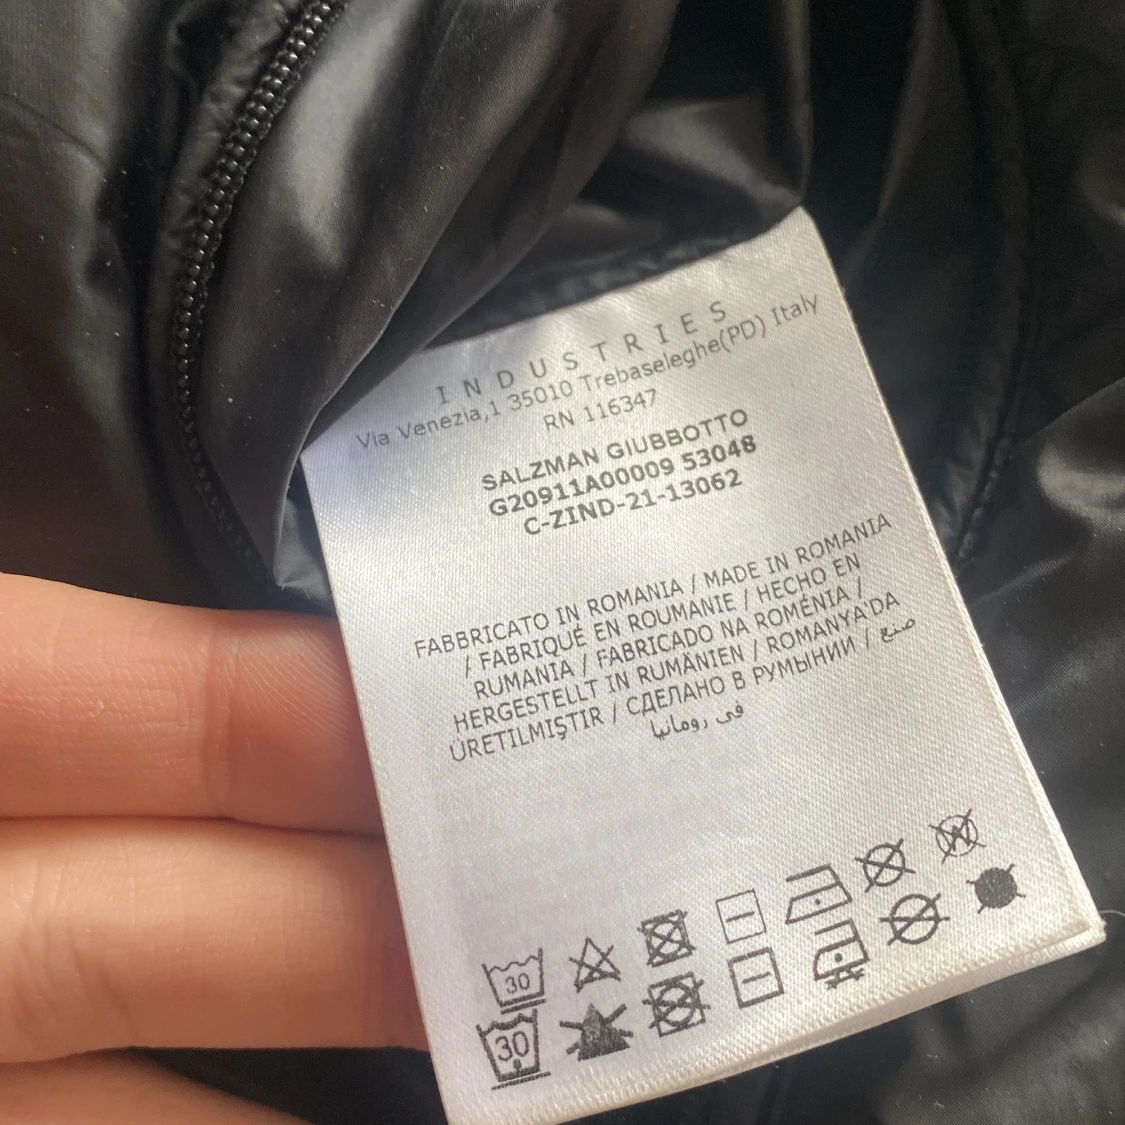 INDUSTRIES
Via Venezia,1 35010 Trebaseleghe(PD) Italy
RN 116347
SALZMAN GIUBBOTTO
G20911A00009 53048
C-ZIND-21-13062
FABBRICATO IN ROMANIA / MADE IN ROMANIA
/ FABRIQUÉ EN ROUMANIE / HECHO EN
RUMANIA / FABRICADO NA ROMÉNIA /
HERGESTELLT IN RUMÄNIEN / ROMANYA'DA
ÜRETILMIŞTIR / СДЕЛАНО В РУМЫНИИ / صنع
في رومانيا
30
W
30